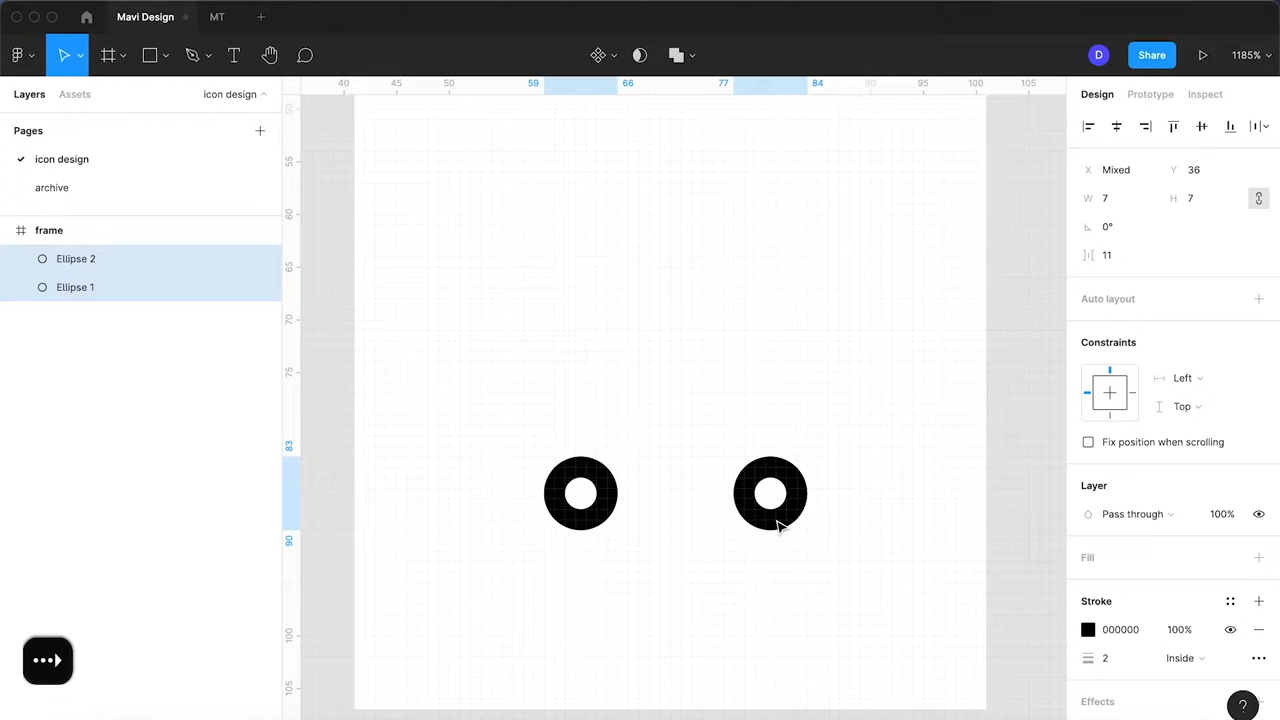 Mavi Design
MT
D
Share
1185%
Layers
Assets
icon design
Pages
icon design
archive
frame
Ellipse 2
Ellipse 1
40 45 50 59 66 77 84 90 95 105
50
55
60
65
70
75
83
90
100
105
Design
Prototype
Inspect
X Mixed
Y 36
W 7
H 7
0°
11
Auto layout
Constraints
Left
Top
Fix position when scrolling
Layer
Pass through
100%
Fill
Stroke
000000
100%
2
Inside
Effects
?